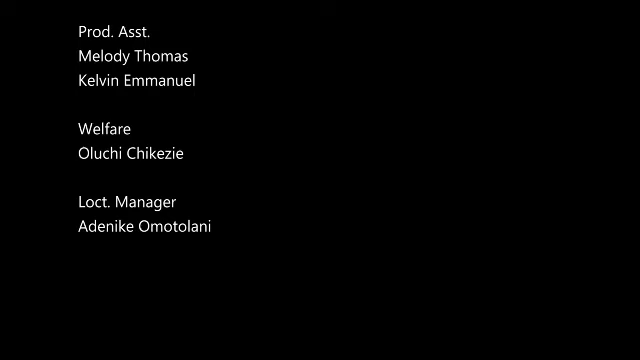 Prod. Asst.
Melody Thomas
Kelvin Emmanuel
Welfare
Oluchi Chikezie
Loct. Manager
Adenike Omotolani